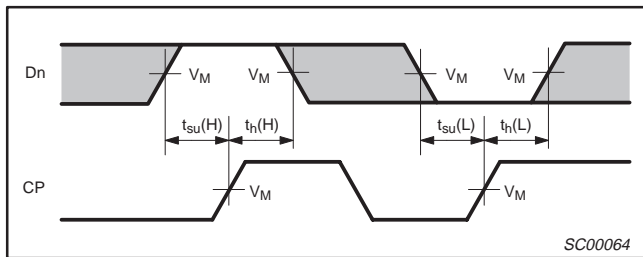 Dn
VM
VM
VM
VM
tsu(H)
th(H)
tsu(L)
th(L)
CP
VM
VM
SC00064